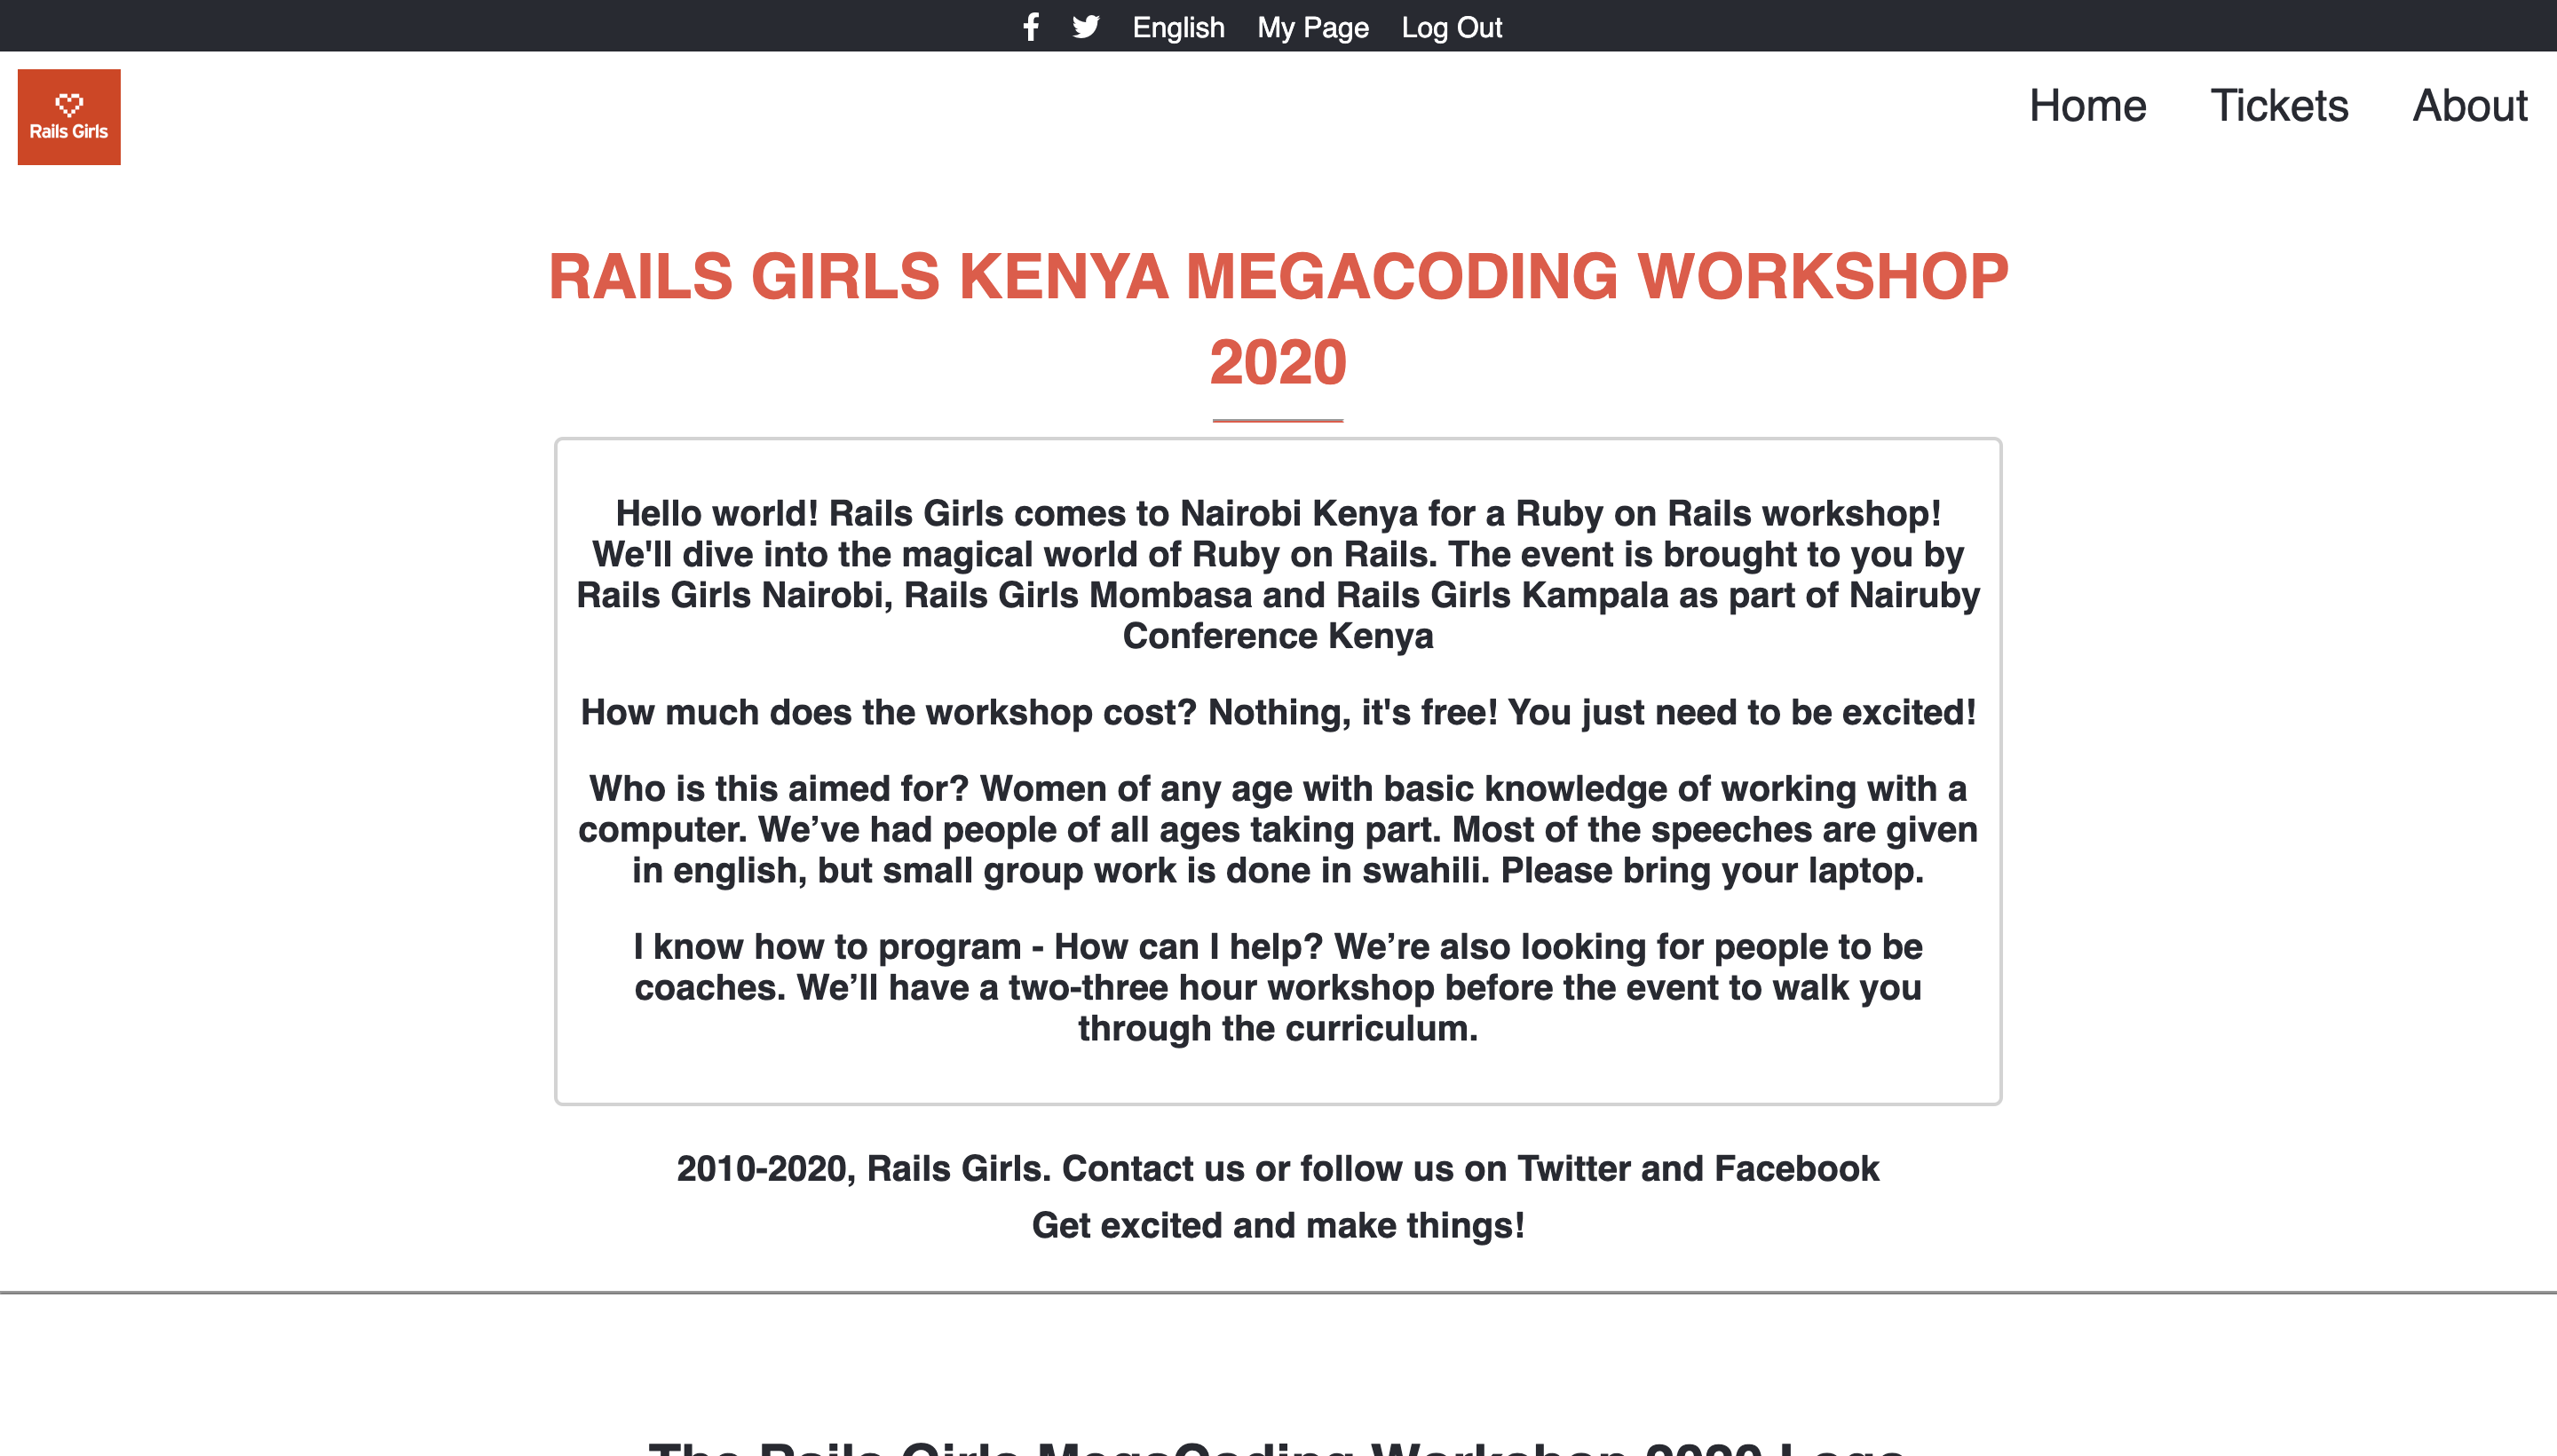 English My Page Log Out
Rails Girls
Home Tickets About
RAILS GIRLS KENYA MEGACODING WORKSHOP
2020
Hello world! Rails Girls comes to Nairobi Kenya for a Ruby on Rails workshop!
We'll dive into the magical world of Ruby on Rails. The event is brought to you by
Rails Girls Nairobi, Rails Girls Mombasa and Rails Girls Kampala as part of Nairuby
Conference Kenya
How much does the workshop cost? Nothing, it's free! You just need to be excited!
Who is this aimed for? Women of any age with basic knowledge of working with a
computer. We’ve had people of all ages taking part. Most of the speeches are given
in english, but small group work is done in swahili. Please bring your laptop.
I know how to program - How can I help? We’re also looking for people to be
coaches. We’ll have a two-three hour workshop before the event to walk you
through the curriculum.
2010-2020, Rails Girls. Contact us or follow us on Twitter and Facebook
Get excited and make things!
The Rails Girls MegaCoding Workshop 2020 Logo